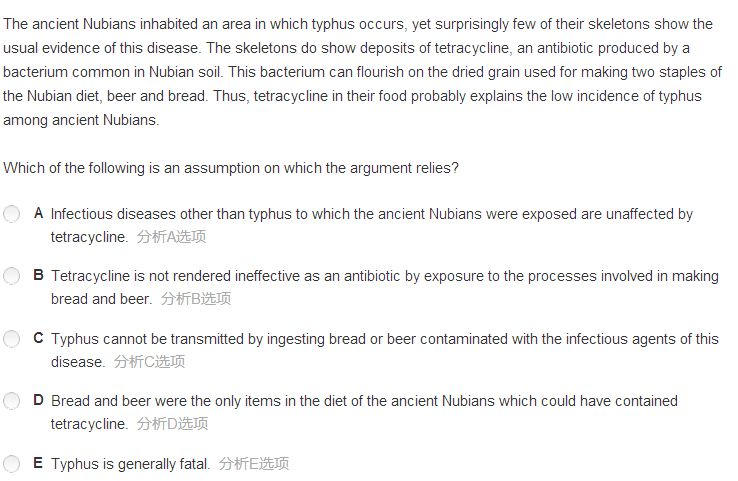 The ancient Nubians inhabited an area in which typhus occurs, yet surprisingly few of their skeletons show the
usual evidence of this disease. The skeletons do show deposits of tetracycline, an antibiotic produced by a
bacterium common in Nubian soil. This bacterium can flourish on the dried grain used for making two staples of
the Nubian diet, beer and bread. Thus, tetracycline in their food probably explains the low incidence of typhus
among ancient Nubians.
Which of the following is an assumption on which the argument relies?
A Infectious diseases other than typhus to which the ancient Nubians were exposed are unaffected by
tetracycline. 分析A选项
B Tetracycline is not rendered ineffective as an antibiotic by exposure to the processes involved in making
bread and beer. 分析B选项
C Typhus cannot be transmitted by ingesting bread or beer contaminated with the infectious agents of this
disease. 分析C选项
D Bread and beer were the only items in the diet of the ancient Nubians which could have contained
tetracycline. 分析D选项
E Typhus is generally fatal. 分析E选项